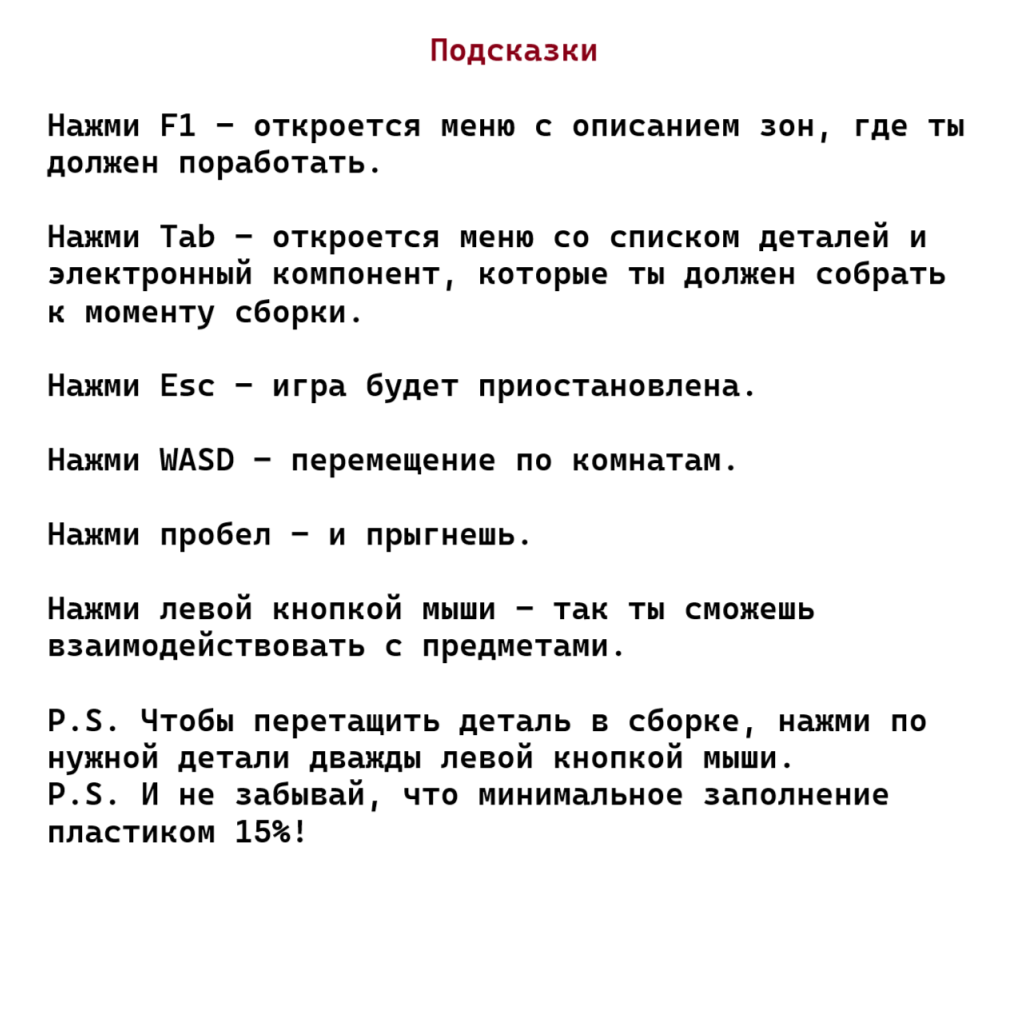 Подсказки
Нажми F1 – откроется меню с описанием зон, где ты
должен поработать.
Нажми Tab – откроется меню со списком деталей и
электронный компонент, которые ты должен собрать
к моменту сборки.
Нажми Esc – игра будет приостановлена.
Нажми WASD – перемещение по комнатам.
Нажми пробел – и прыгнешь.
Нажми левой кнопкой мыши – так ты сможешь
взаимодействовать с предметами.
P.S. Чтобы перетащить деталь в сборке, нажми по
нужной детали дважды левой кнопкой мыши.
P.S. И не забывай, что минимальное заполнение
пластиком 15%!